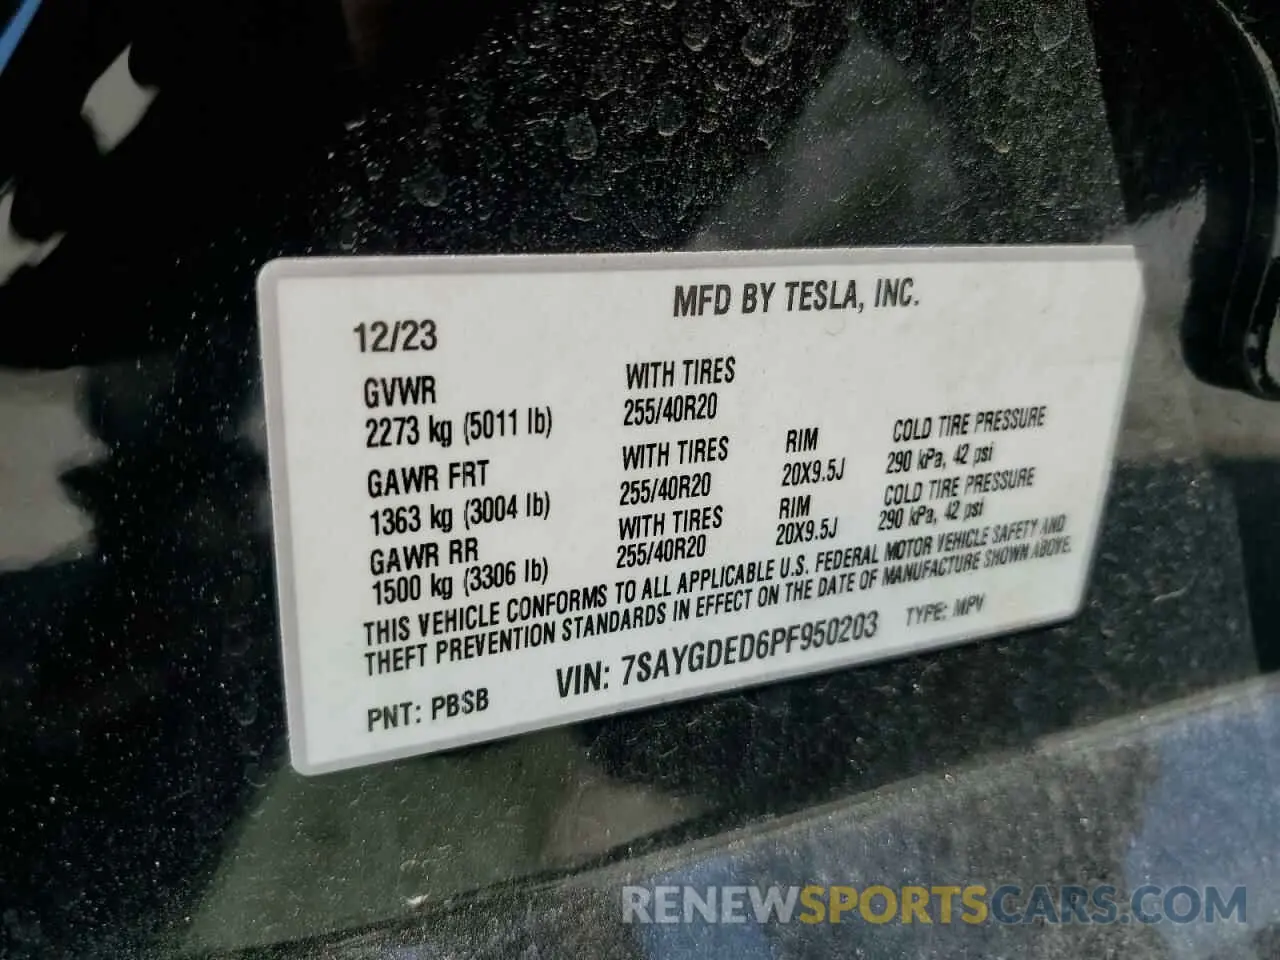 MFD BY TESLA, INC.
12/23
GVWR
2273 kg (5011 lb)
WITH TIRES
255/40R20
GAWR FRT
1363 kg (3004 lb)
WITH TIRES
255/40R20
RIM
20X9.5J
COLD TIRE PRESSURE
290 kPa, 42 psi
GAWR RR
1500 kg (3306 lb)
WITH TIRES
255/40R20
RIM
20X9.5J
COLD TIRE PRESSURE
290 kPa, 42 psi
THIS VEHICLE CONFORMS TO ALL APPLICABLE U.S. FEDERAL MOTOR VEHICLE SAFETY AND
THEFT PREVENTION STANDARDS IN EFFECT ON THE DATE OF MANUFACTURE SHOWN ABOVE.
PNT: PBSB VIN: 7SAYGDED6PF950203 TYPE: MPV
RENEWSPORTSCARS.COM